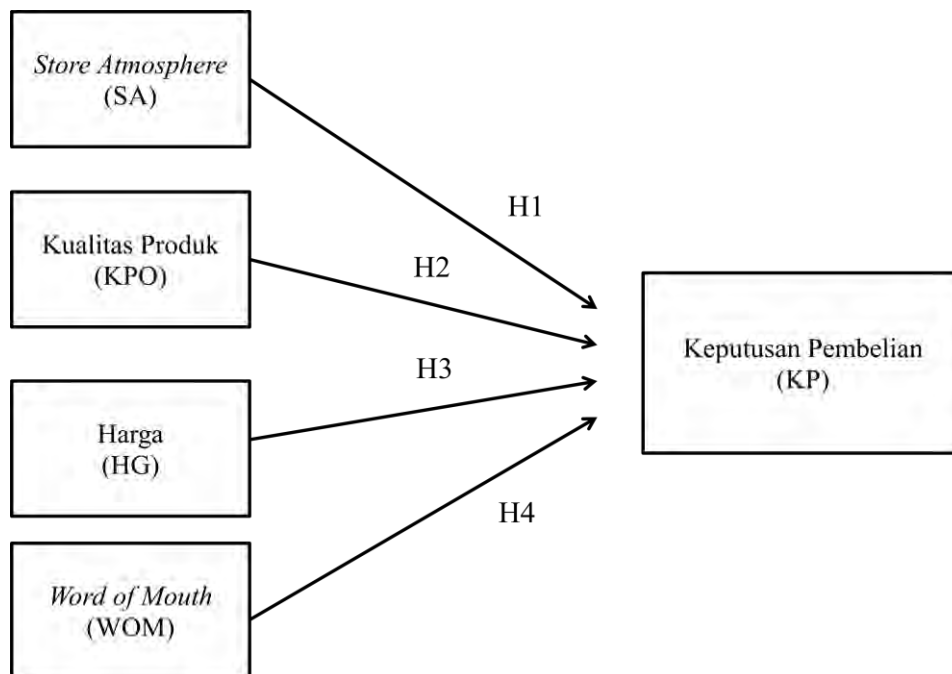 Store Atmosphere
(SA)
H1
Kualitas Produk
(KPO)
H2
Keputusan Pembelian
(KP)
H3
Harga
(HG)
H4
Word of Mouth
(WOM)